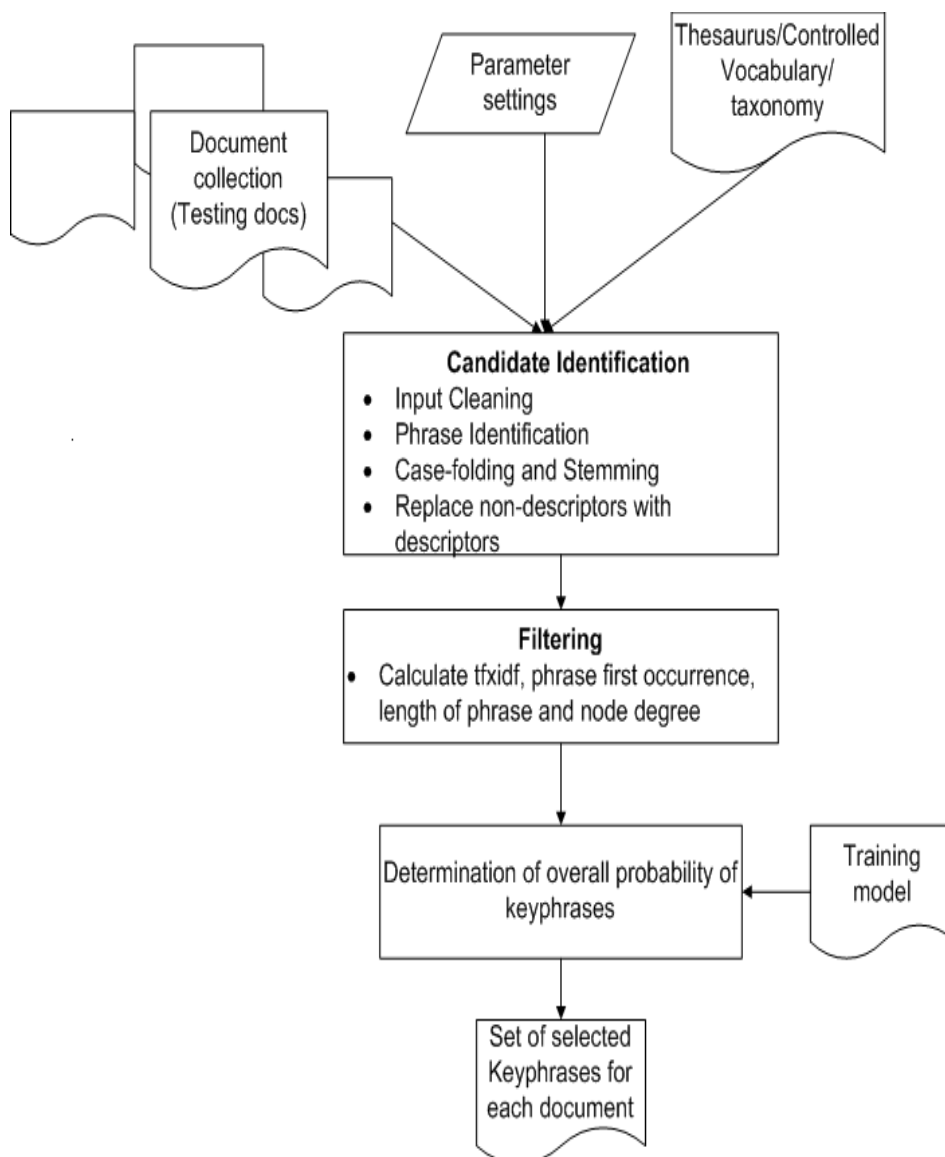 Document
collection
(Testing docs)
Parameter
settings
Thesaurus/Controlled
Vocabulary/
taxonomy
Candidate Identification
• Input Cleaning
• Phrase Identification
• Case-folding and Stemming
• Replace non-descriptors with
descriptors
Filtering
• Calculate tfxidf, phrase first occurrence,
length of phrase and node degree
Determination of overall probability of
keyphrases
Training
model
Set of selected
Keyphrases for
each document